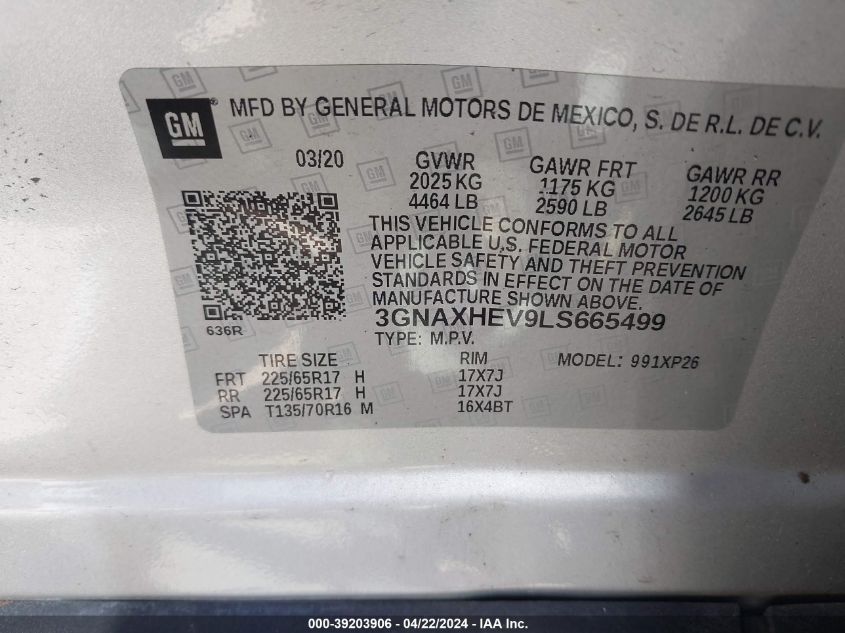 GM
MFD BY GENERAL MOTORS DE MEXICO, S. DE R.L. DE C.V.
03/20 GVWR GAWR FRT GAWR RR
2025 KG 1175 KG 1200 KG
4464 LB 2590 LB 2645 LB
THIS VEHICLE CONFORMS TO ALL
APPLICABLE U.S. FEDERAL MOTOR
VEHICLE SAFETY AND THEFT PREVENTION
STANDARDS IN EFFECT ON THE DATE OF
MANUFACTURE SHOWN ABOVE.
636R 3GNAXHEV9LS665499
TYPE: M.P.V.
TIRE SIZE RIM MODEL: 991XP26
FRT 225/65R17 H 17X7J
RR 225/65R17 H 17X7J
SPA T135/70R16 M 16X4BT
000-39203906 - 04/22/2024 - IAA, Inc.